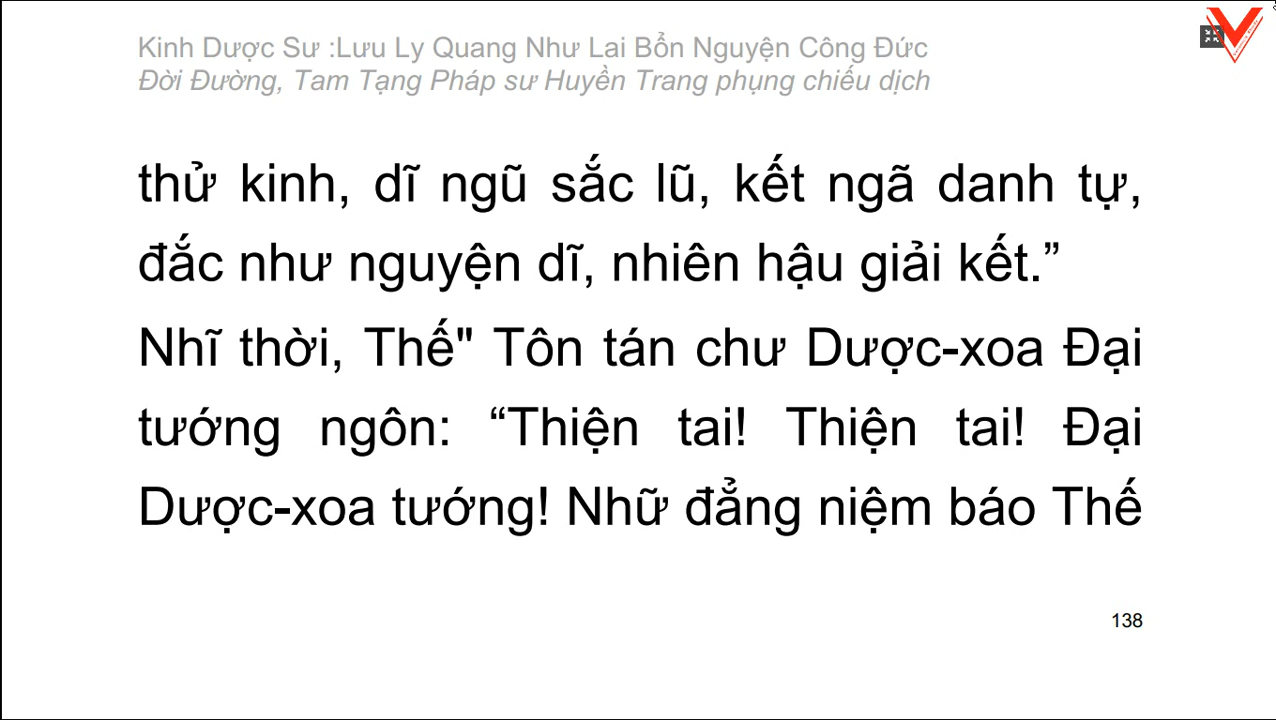 Kinh Dược Sư :Lưu Ly Quang Như Lai Bổn Nguyện Công Đức
Đời Đường, Tam Tạng Pháp sư Huyền Trang phụng chiếu dịch
thử kinh, dĩ ngũ sắc lũ, kết ngã danh tự,
đắc như nguyện dĩ, nhiên hậu giải kết.”
Nhĩ thời, Thế" Tôn tán chư Dược-xoa Đại
tướng ngôn: “Thiện tai! Thiện tai! Đại
Dược-xoa tướng! Nhữ đẳng niệm báo Thế
138